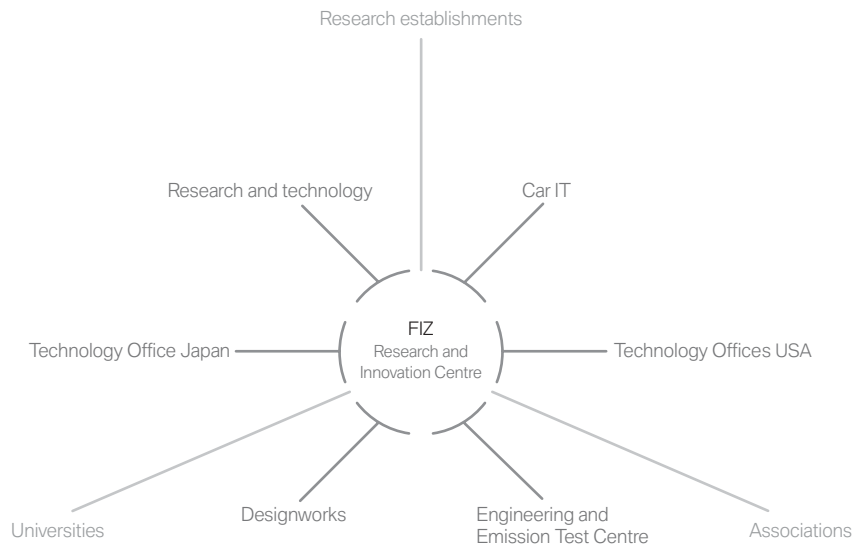 Research establishments
Research and technology
Car IT
FIZ
Research and
Innovation Centre
Technology Office Japan
Technology Offices USA
Universities
Designworks
Engineering and
Emission Test Centre
Associations